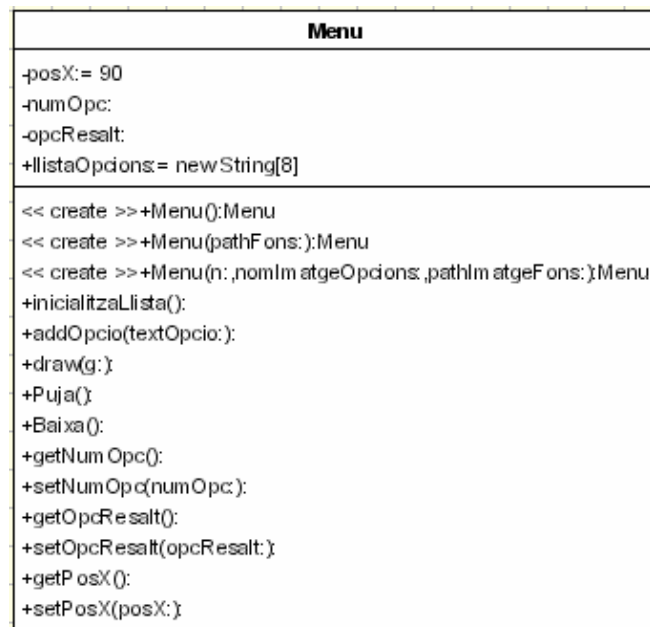 Menu
-posX:= 90
-numOpc:
-opcResalt:
+llistaOpcions:= new String[8]
<< create >>+Menu():Menu
<< create >>+Menu(pathFons:):Menu
<< create >>+Menu(n:,nomImatgeOpcions:,pathImatgeFons:):Menu
+inicialitzaLlista():
+addOpcio(textOpcio:):
+draw(g:):
+Puja():
+Baixa():
+getNumOpc():
+setNumOpc(numOpc:):
+getOpcResalt():
+setOpcResalt(opcResalt:):
+getPosX():
+setPosX(posX:):